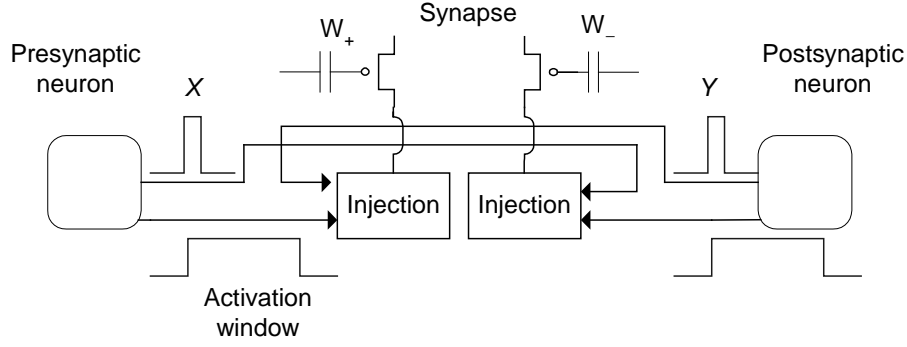 Synapse
W+
W−
Presynaptic
neuron
Postsynaptic
neuron
X
Y
Injection
Injection
Activation
window